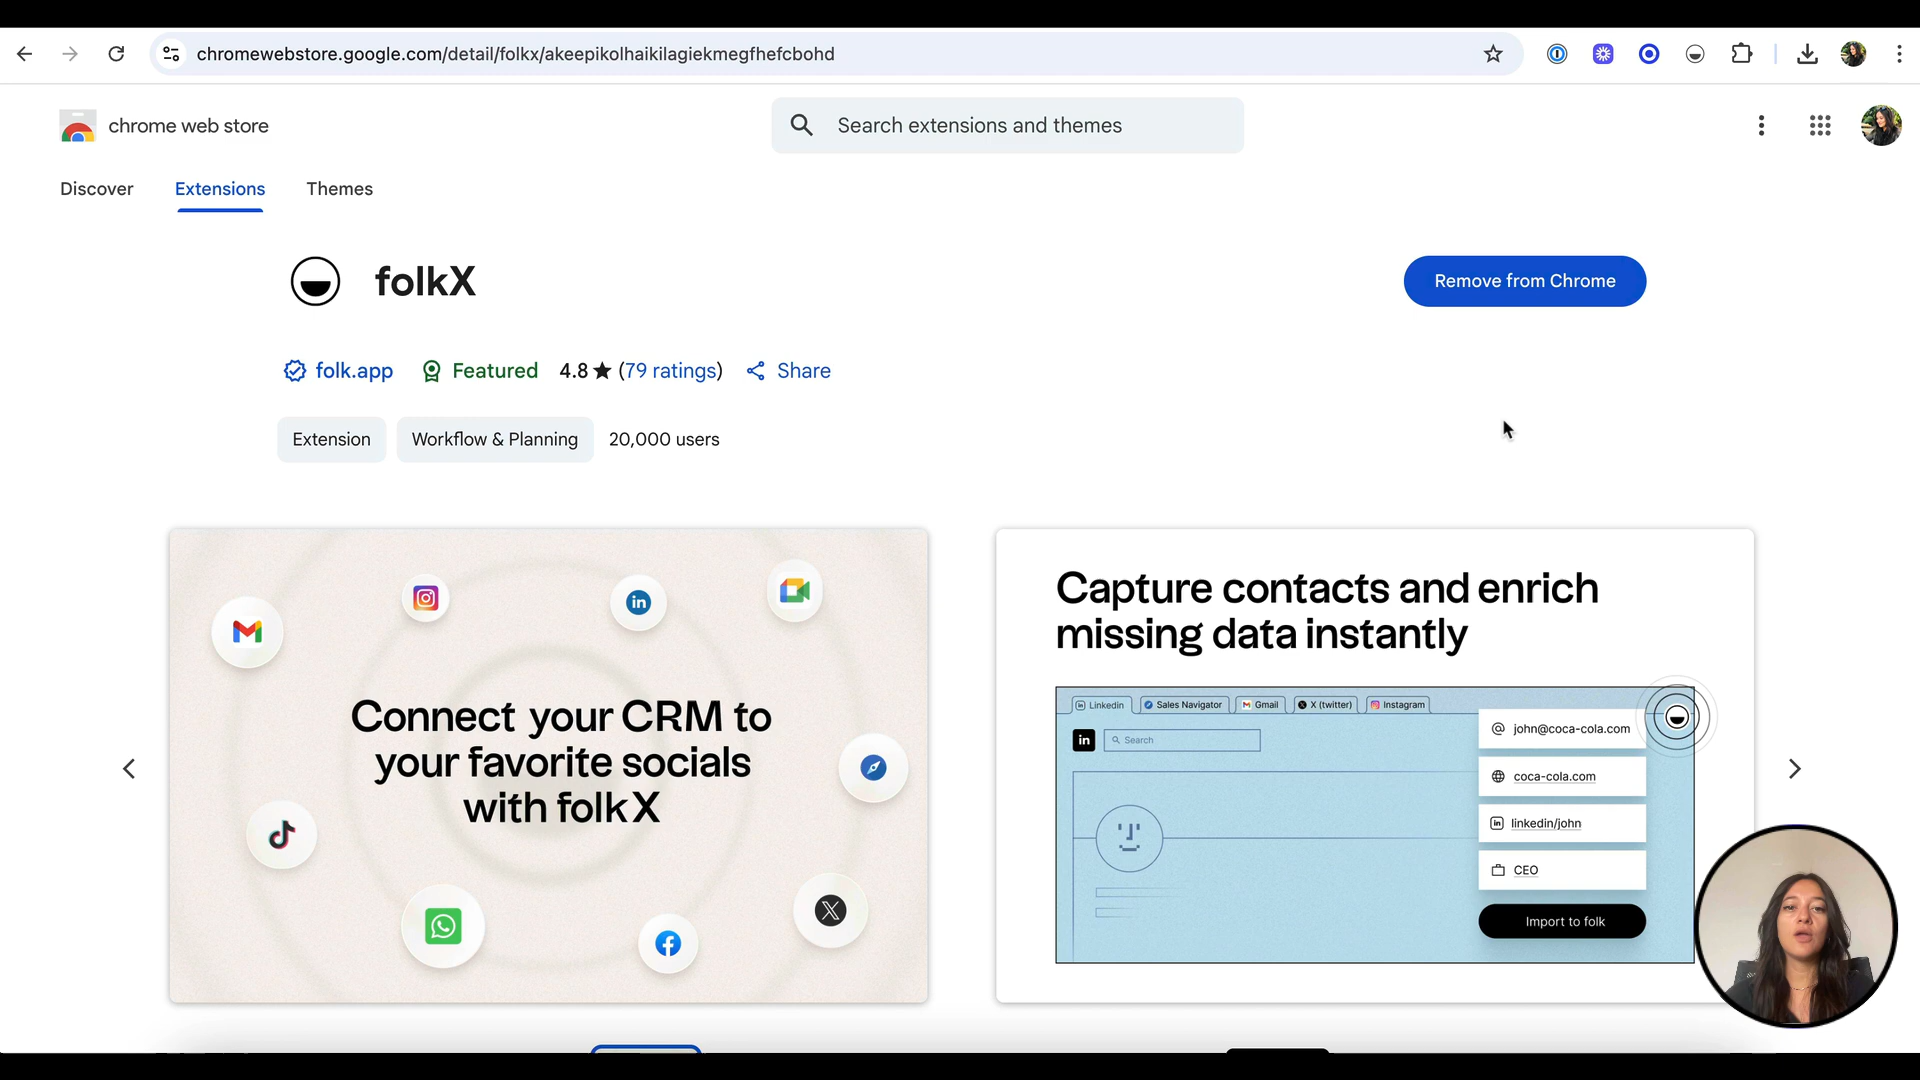 chromewebstore.google.com/detail/folkx/akeepikolhaikilagiekmegfhefcbohd
chrome web store
Search extensions and themes
Discover
Extensions
Themes
folkX
Remove from Chrome
folk.app
Featured
4.8 ★ (79 ratings)
Share
Extension
Workflow & Planning
20,000 users
Connect your CRM to
your favorite socials
with folkX
Capture contacts and enrich
missing data instantly
Linkedin
Sales Navigator
Gmail
X (twitter)
Instagram
in
Search
john@coca-cola.com
coca-cola.com
linkedin/john
CEO
Import to folk